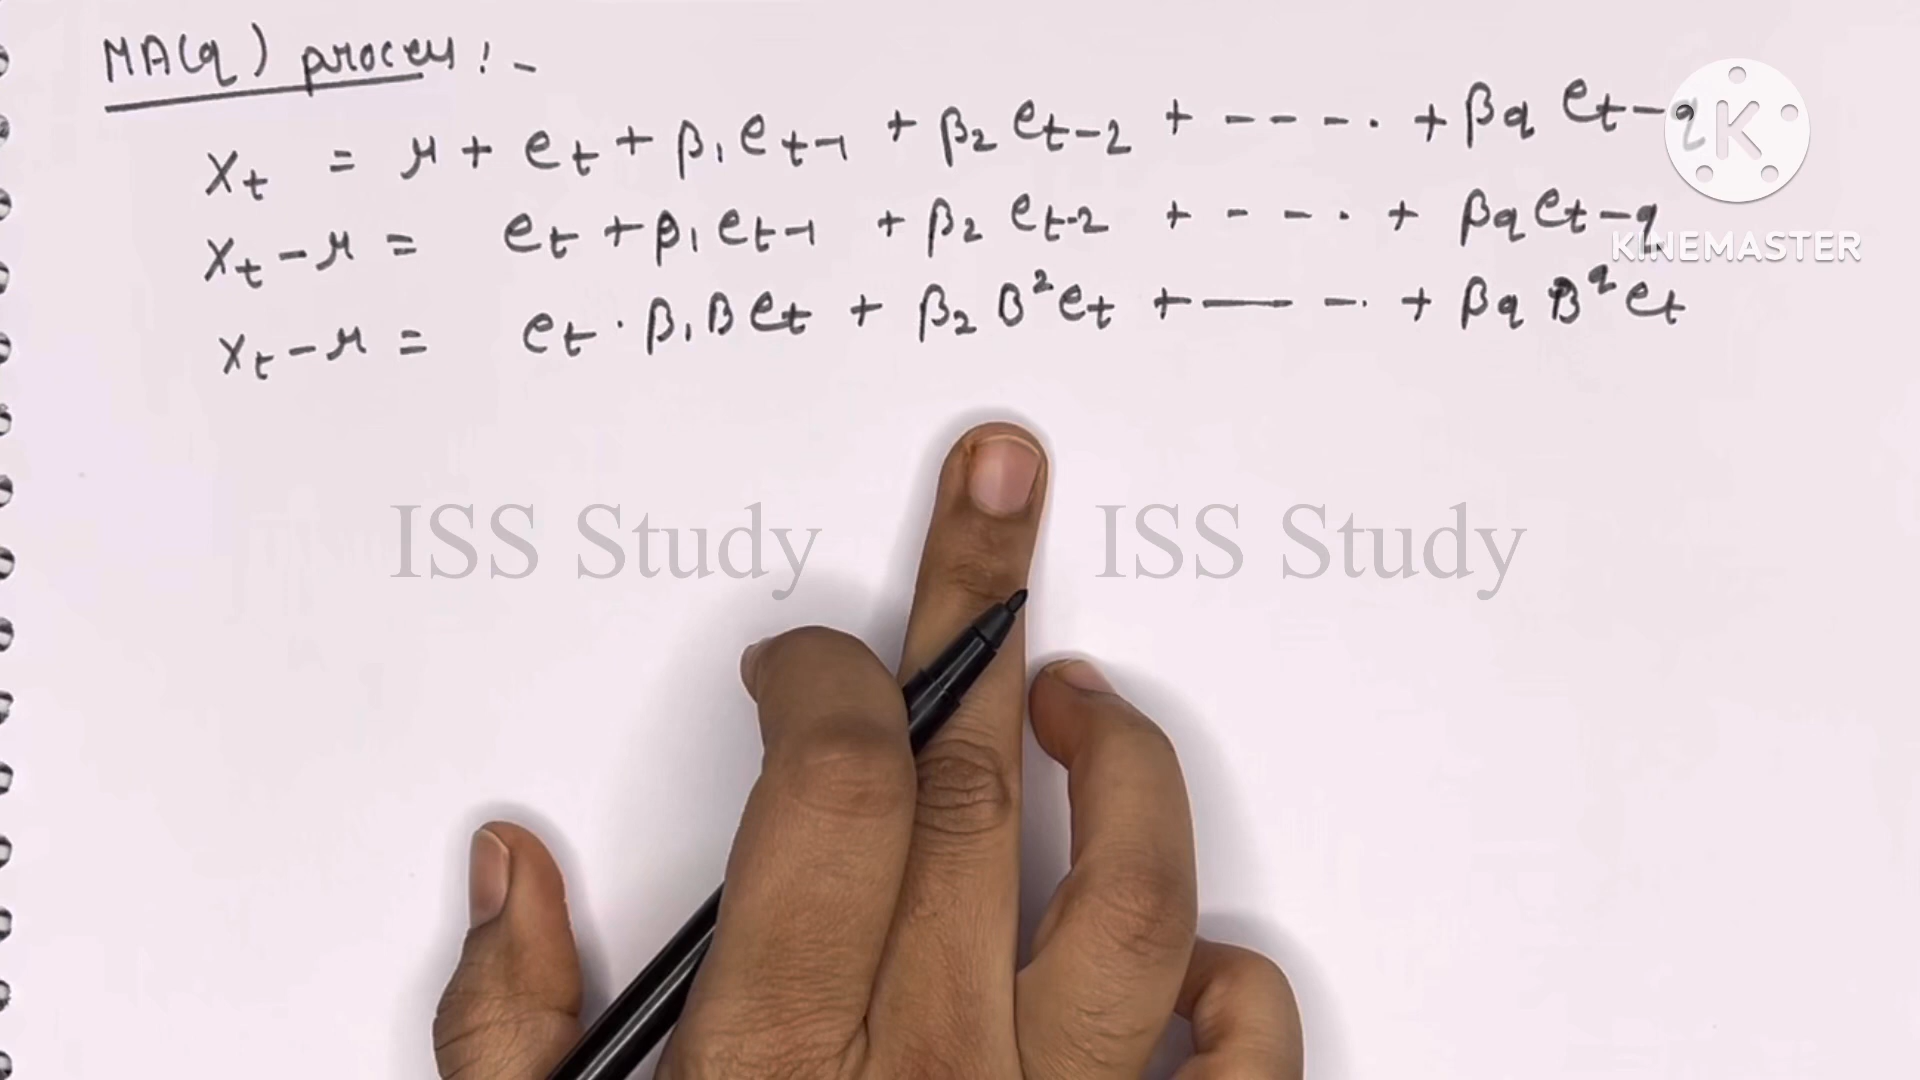 MA(q) process : -
Xt = μ + et + β1 et-1 + β2 et-2 + ----. + βq et-q
Xt - μ = et + β1 et-1 + β2 et-2 + - - -. + βq et-q
Xt - μ = et . β1 B et + β2 B² et + — -. + βq B^q et
K
KINEMASTER
ISS Study ISS Study